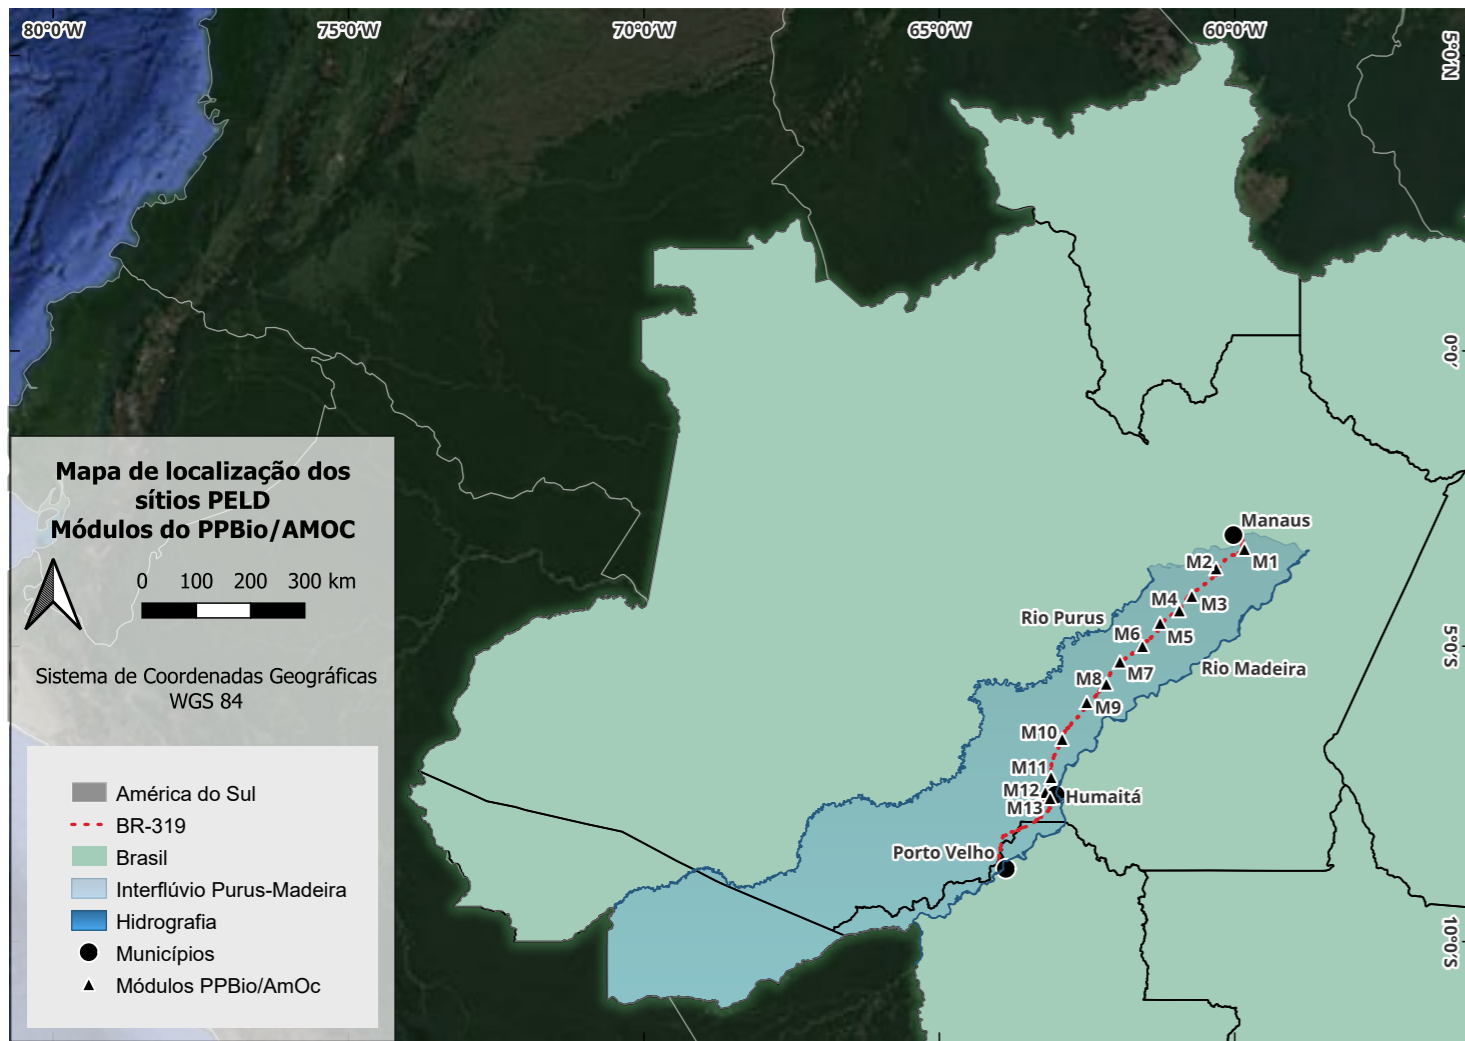 80°0'W
75°0'W
70°0'W
65°0'W
60°0'W
5°0'N
0°0'
5°0'S
10°0'S
Manaus
M1
M2
M3
M4
M5
M6
M7
M8
M9
M10
M11
M12
M13
Rio Purus
Rio Madeira
Humaitá
Porto Velho
Mapa de localização dos
sítios PELD
Módulos do PPBio/AMOC
0 100 200 300 km
Sistema de Coordenadas Geográficas
WGS 84
América do Sul
BR-319
Brasil
Interflúvio Purus-Madeira
Hidrografia
Municípios
Módulos PPBio/AmOc